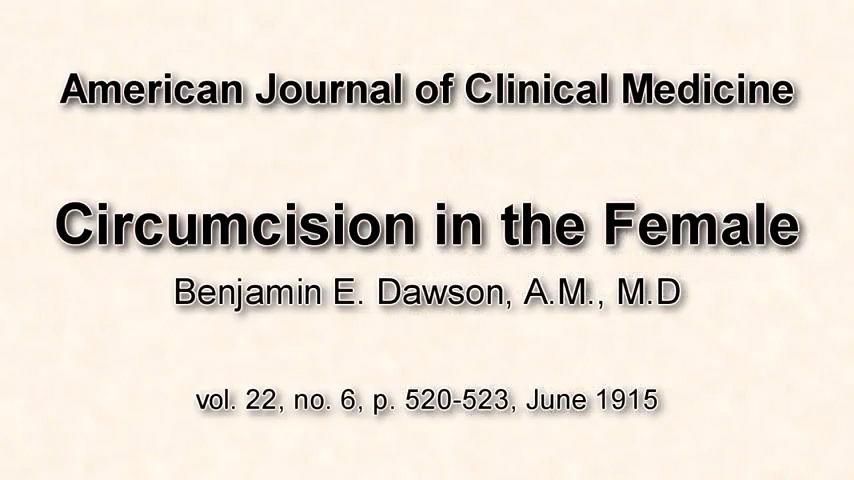 American Journal of Clinical Medicine
Circumcision in the Female
Benjamin E. Dawson, A.M., M.D
vol. 22, no. 6, p. 520-523, June 1915